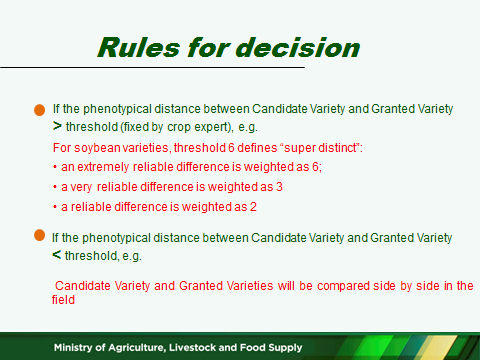 Rules for decision
If the phenotypical distance between Candidate Variety and Granted Variety
> threshold (fixed by crop expert), e.g.
For soybean varieties, threshold 6 defines “super distinct”:
• an extremely reliable difference is weighted as 6;
• a very reliable difference is weighted as 3
• a reliable difference is weighted as 2
If the phenotypical distance between Candidate Variety and Granted Variety
< threshold, e.g.
Candidate Variety and Granted Varieties will be compared side by side in the
field
Ministry of Agriculture, Livestock and Food Supply